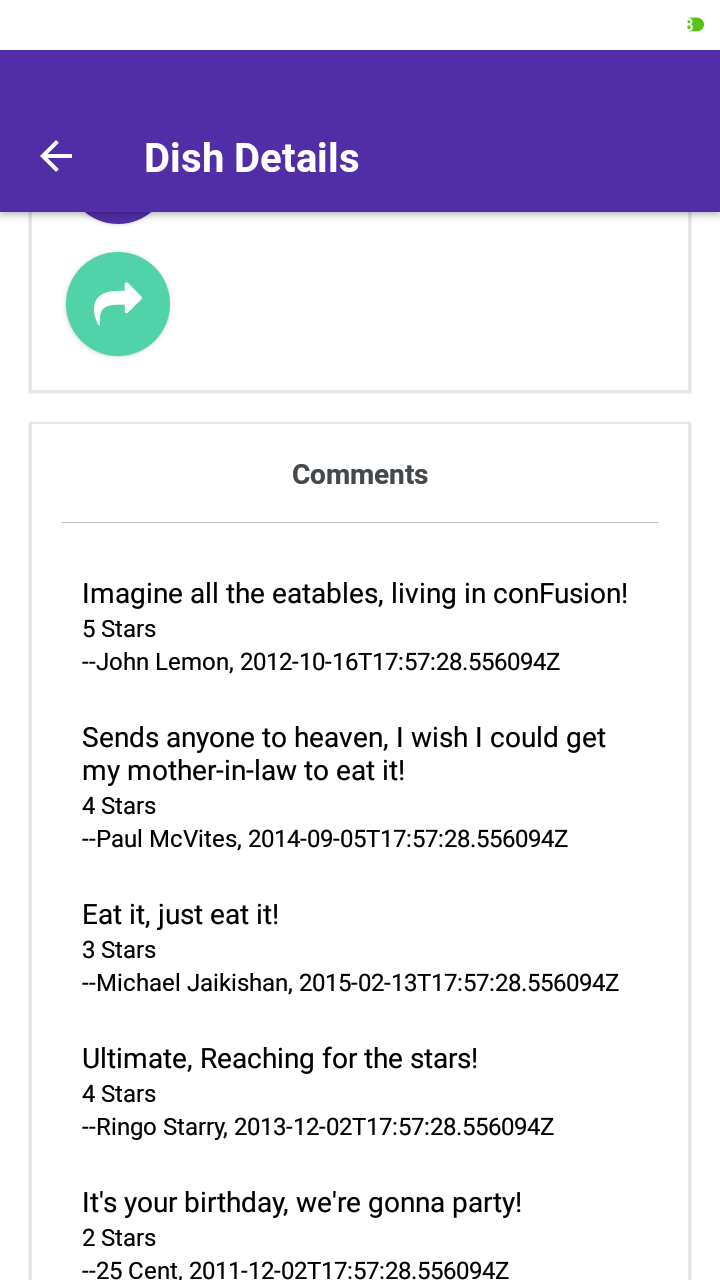 Dish Details
Comments
Imagine all the eatables, living in conFusion!
5 Stars
--John Lemon, 2012-10-16T17:57:28.556094Z
Sends anyone to heaven, I wish I could get
my mother-in-law to eat it!
4 Stars
--Paul McVites, 2014-09-05T17:57:28.556094Z
Eat it, just eat it!
3 Stars
--Michael Jaikishan, 2015-02-13T17:57:28.556094Z
Ultimate, Reaching for the stars!
4 Stars
--Ringo Starry, 2013-12-02T17:57:28.556094Z
It's your birthday, we're gonna party!
2 Stars
--25 Cent, 2011-12-02T17:57:28.556094Z